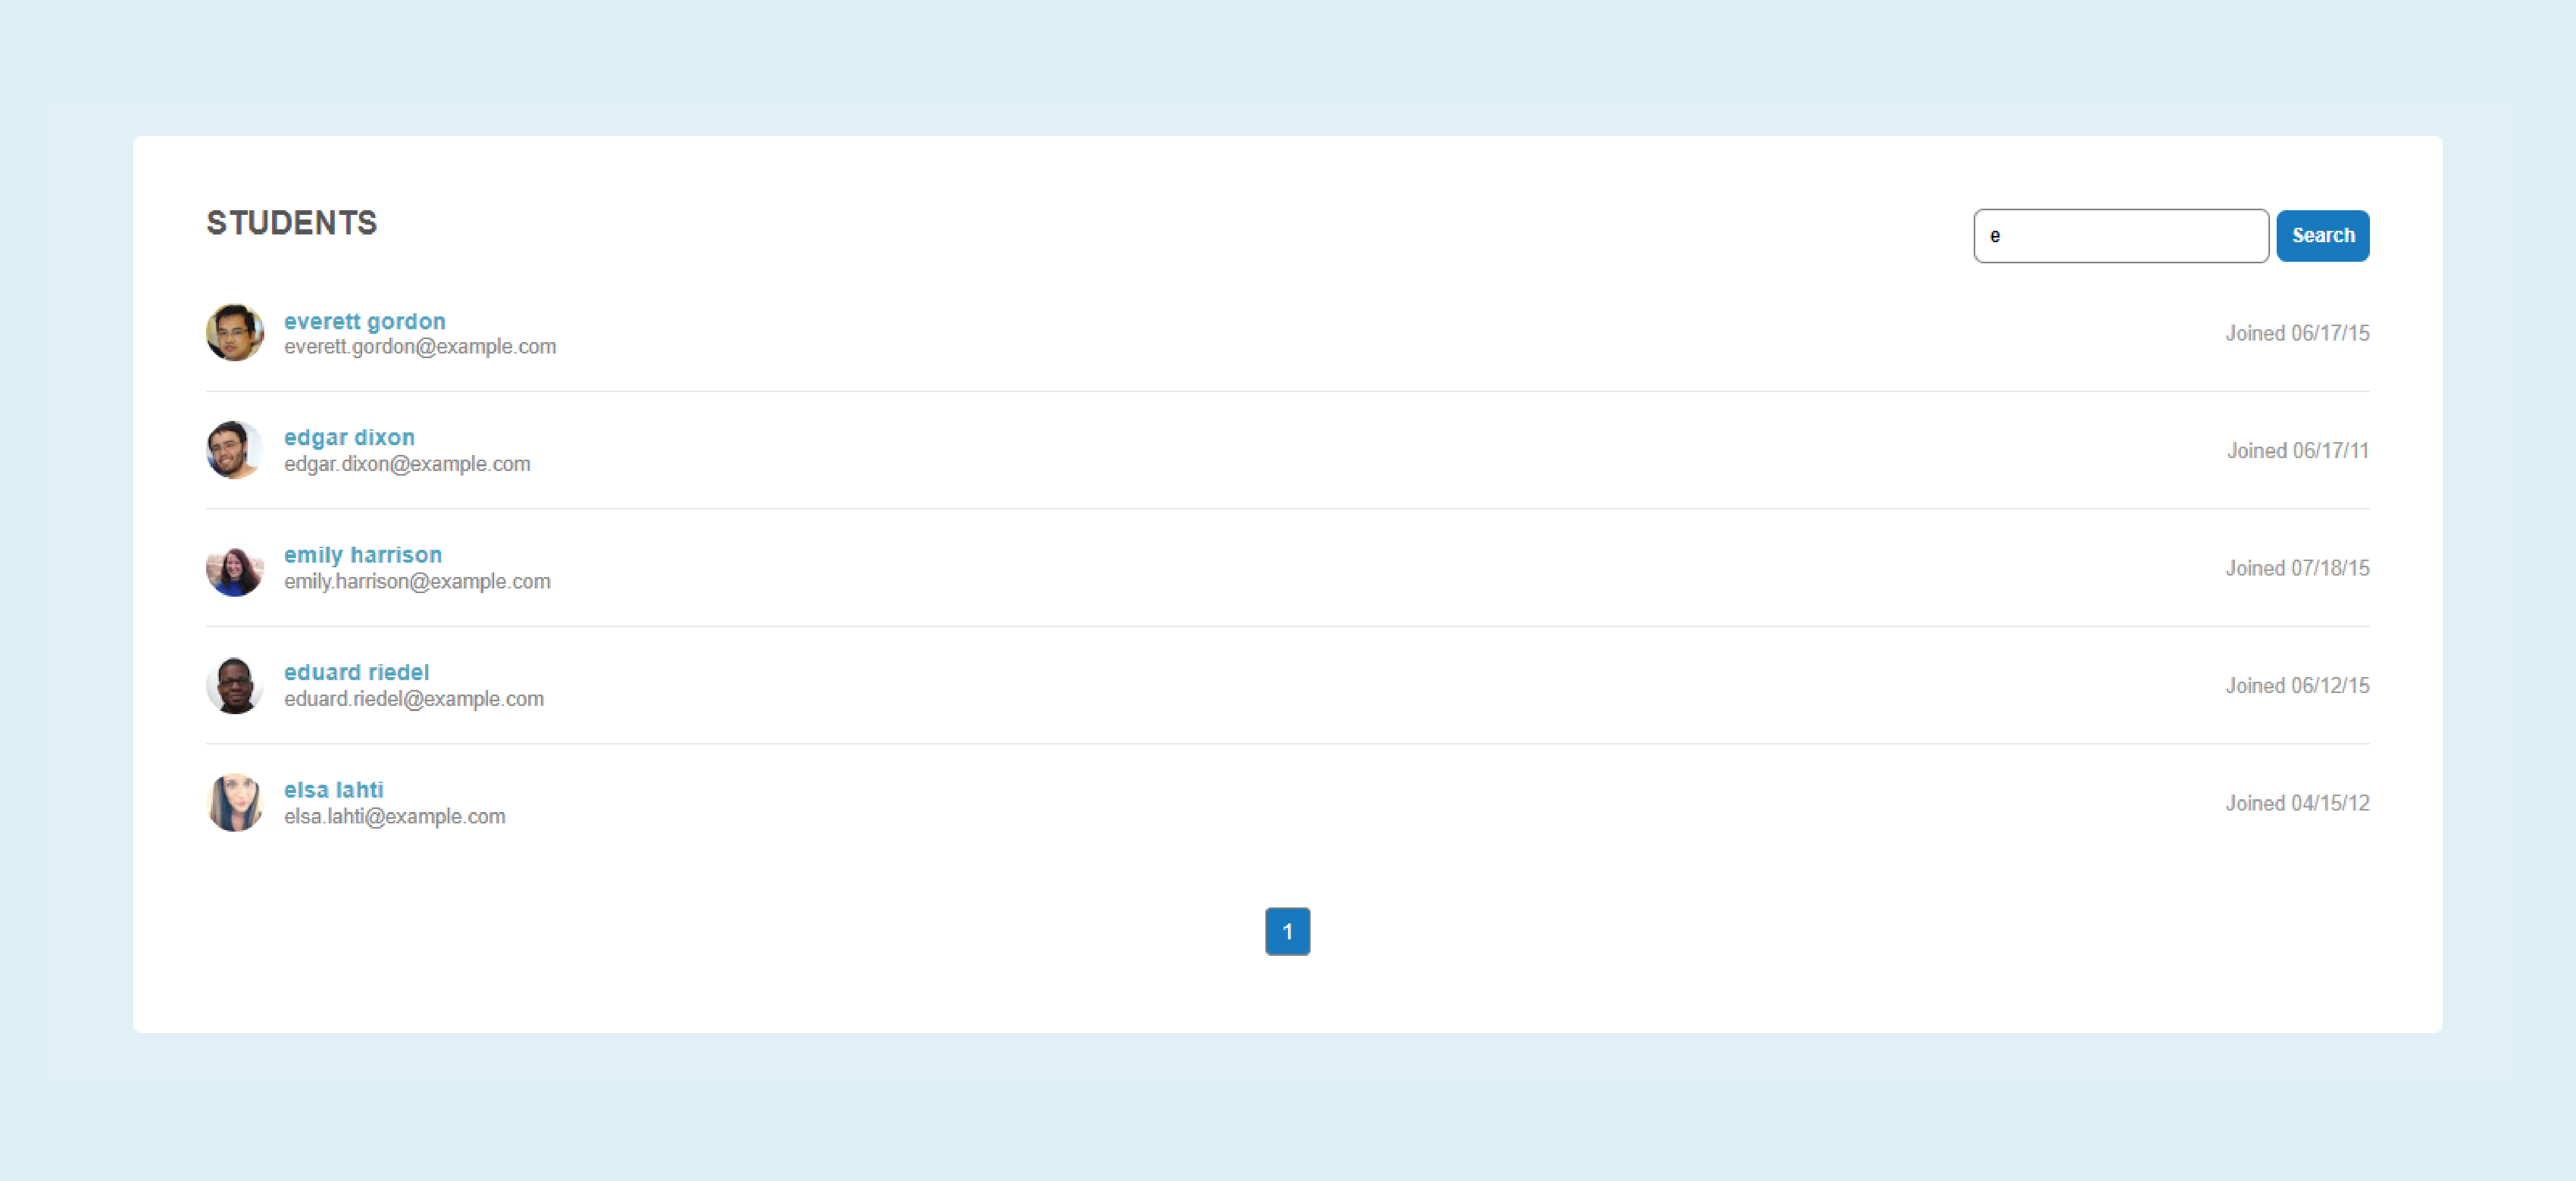 STUDENTS
e
Search
everett gordon
everett.gordon@example.com
Joined 06/17/15
edgar dixon
edgar.dixon@example.com
Joined 06/17/11
emily harrison
emily.harrison@example.com
Joined 07/18/15
eduard riedel
eduard.riedel@example.com
Joined 06/12/15
elsa lahti
elsa.lahti@example.com
Joined 04/15/12
1